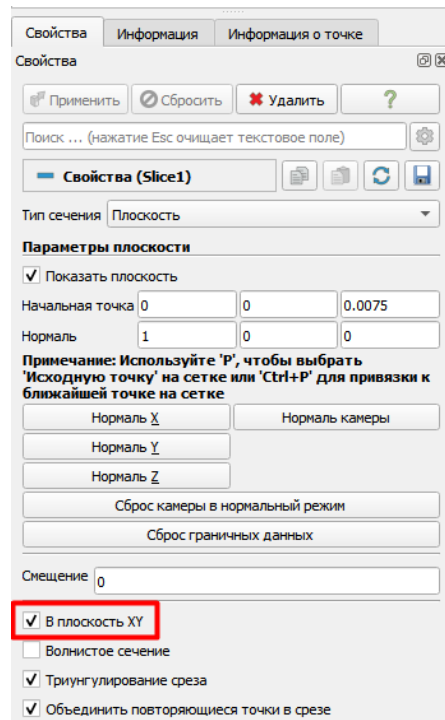 Свойства Информация Информация о точке
Свойства
Применить Сбросить Удалить ?
Поиск ... (нажатие Esc очищает текстовое поле)
Свойства (Slice1)
Тип сечения Плоскость
Параметры плоскости
Показать плоскость
Начальная точка 0 0 0.0075
Нормаль 1 0 0
Примечание: Используйте 'P', чтобы выбрать
'Исходную точку' на сетке или 'Ctrl+P' для привязки к
ближайшей точке на сетке
Нормаль X Нормаль камеры
Нормаль Y
Нормаль Z
Сброс камеры в нормальный режим
Сброс граничных данных
Смещение 0
В плоскость XY
Волнистое сечение
Триунгулирование среза
Объединить повторяющиеся точки в срезе